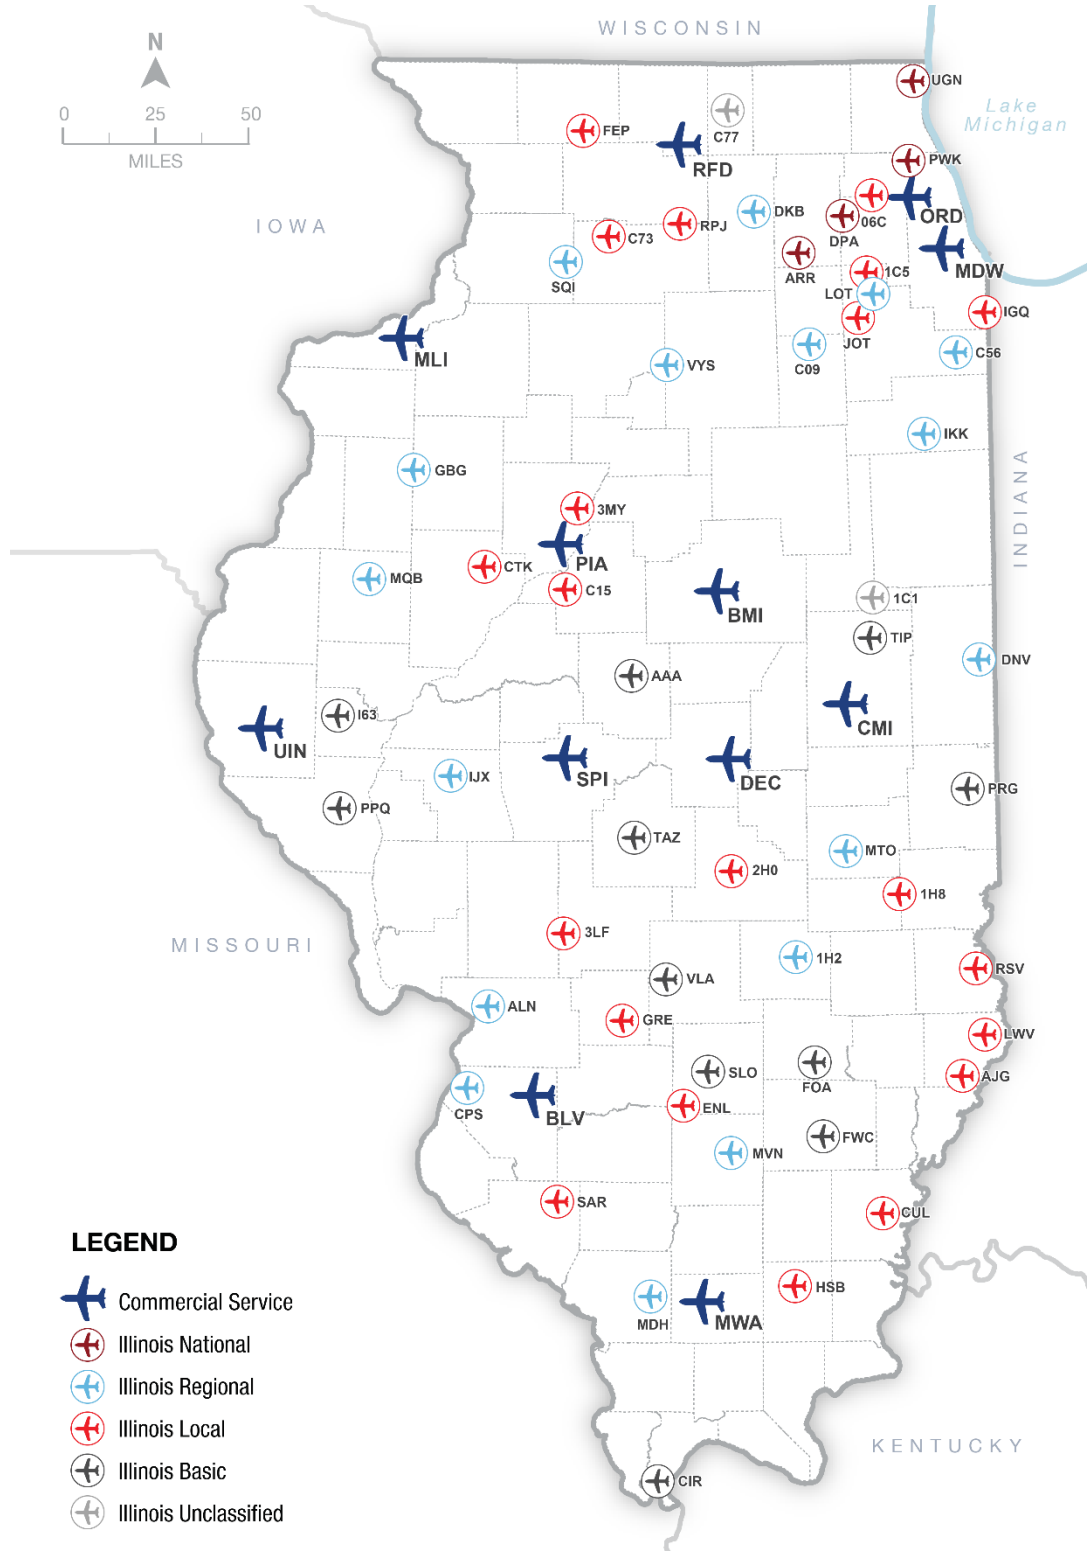 WISCONSIN
N
UGN
0 25 50
Lake
Michigan
MILES
FEP
C77
RFD
PWK
IOWA
DKB
06C
ORD
RPJ
C73
DPA
MDW
SQI
ARR
1C5
LOT
IGQ
JOT
MLI
C09
C56
VYS
IKK
GBG
INDIANA
3MY
PIA
CTK
MQB
C15
BMI
1C1
TIP
DNV
AAA
I63
UIN
CMI
IJX
SPI
DEC
PRG
PPQ
TAZ
MTO
2H0
1H8
3LF
MISSOURI
1H2
RSV
VLA
ALN
GRE
LWV
SLO
FOA
AJG
CPS
BLV
ENL
FWC
MVN
SAR
CUL
LEGEND
HSB
MDH
MWA
Commercial Service
Illinois National
Illinois Regional
Illinois Local
Illinois Basic
Illinois Unclassified
KENTUCKY
CIR